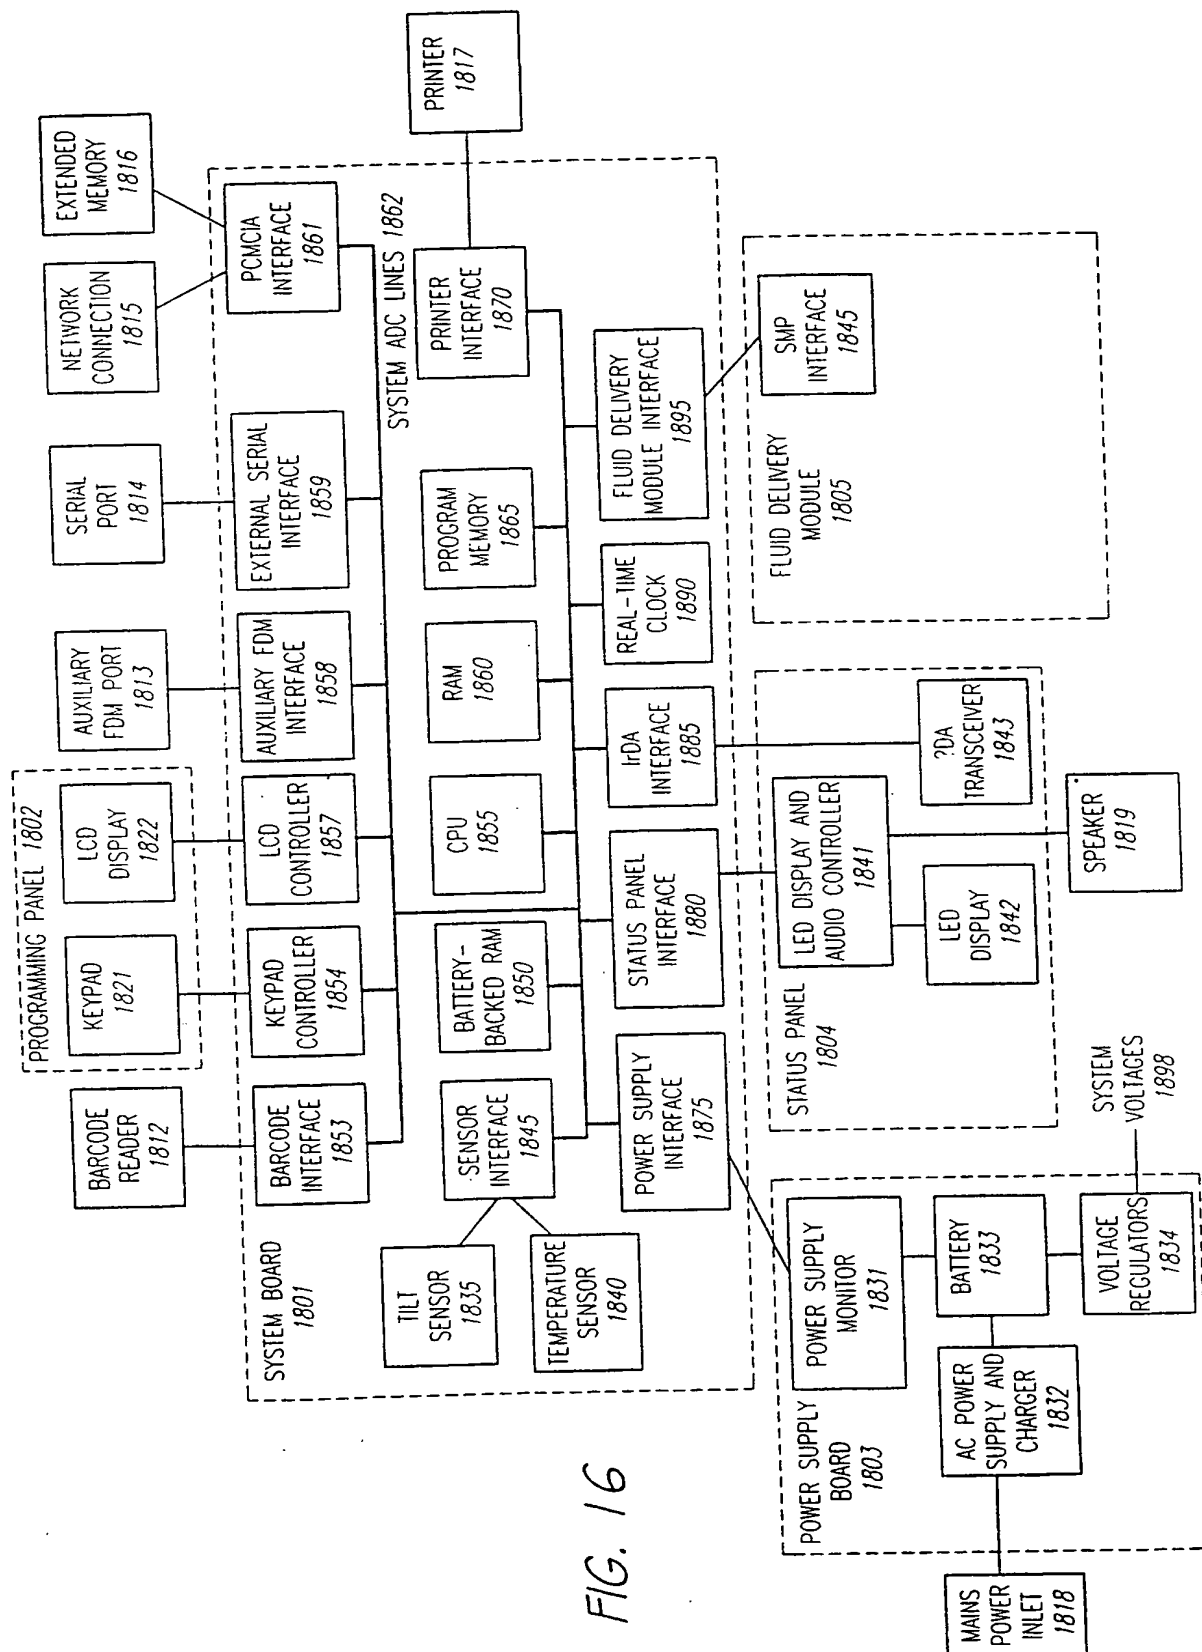 BARCODE
READER
1812
PROGRAMMING PANEL 1802
KEYPAD
1821
LCD
DISPLAY
1822
AUXILIARY
FDM PORT
1813
SERIAL
PORT
1814
NETWORK
CONNECTION
1815
EXTENDED
MEMORY
1816
PRINTER
1817
SYSTEM BOARD
1801
BARCODE
INTERFACE
1853
KEYPAD
CONTROLLER
1854
LCD
CONTROLLER
1857
AUXILIARY FDM
INTERFACE
1858
EXTERNAL SERIAL
INTERFACE
1859
PCMCIA
INTERFACE
1861
SYSTEM ADC LINES 1862
TILT
SENSOR
1835
TEMPERATURE
SENSOR
1840
SENSOR
INTERFACE
1845
BATTERY-
BACKED RAM
1850
CPU
1855
RAM
1860
PROGRAM
MEMORY
1865
PRINTER
INTERFACE
1870
POWER SUPPLY
INTERFACE
1875
STATUS PANEL
INTERFACE
1880
IrDA
INTERFACE
1885
REAL-TIME
CLOCK
1890
FLUID DELIVERY
MODULE INTERFACE
1895
POWER SUPPLY
BOARD
1803
POWER SUPPLY
MONITOR
1831
BATTERY
1833
AC POWER
SUPPLY AND
CHARGER
1832
VOLTAGE
REGULATORS
1834
MAINS
POWER
INLET
1818
SYSTEM
VOLTAGES
1898
STATUS PANEL
1804
LED DISPLAY AND
AUDIO CONTROLLER
1841
LED
DISPLAY
1842
?DA
TRANSCEIVER
1843
SPEAKER
1819
FLUID DELIVERY
MODULE
1805
SMP
INTERFACE
1845
FIG. 16